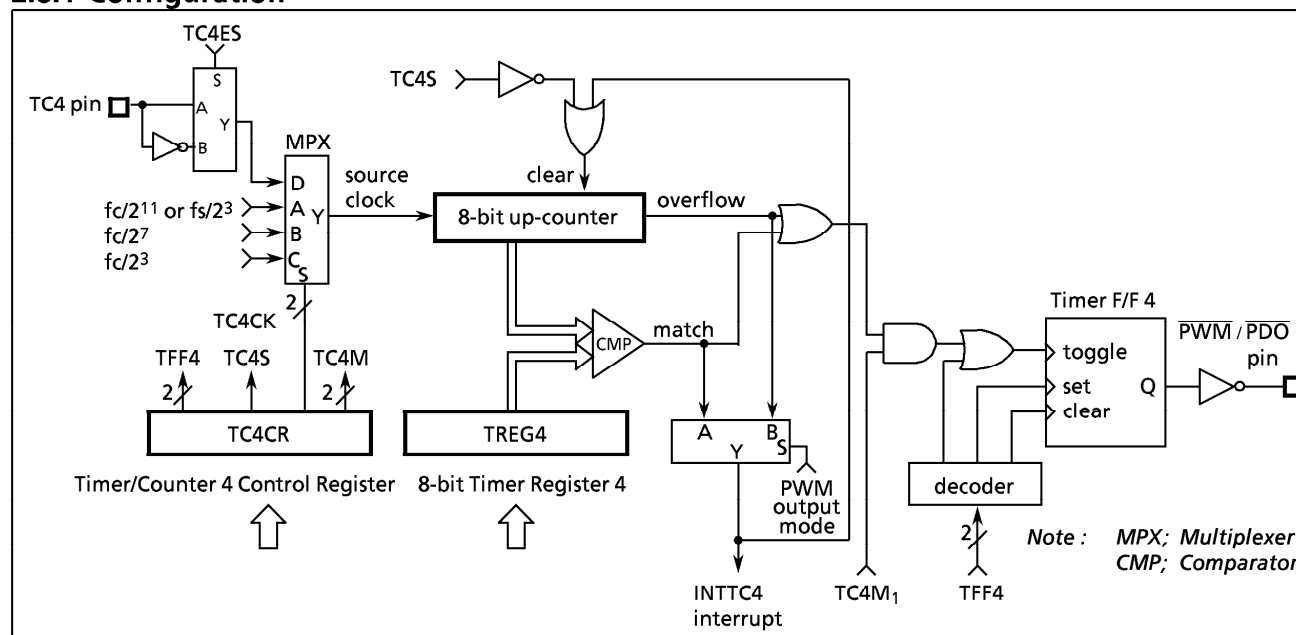 TC4ES
S
TC4 pin
A
Y
B
TC4S
MPX
D
A
B
C
Y
S
fc/2¹¹ or fs/2³
fc/2⁷
fc/2³
source
clock
clear
8-bit up-counter
overflow
2
TC4CK
TFF4
TC4S
TC4M
2
2
TC4CR
Timer/Counter 4 Control Register
TREG4
8-bit Timer Register 4
CMP
match
A
B
S
Y
PWM
output
mode
INTTC4
interrupt
TC4M₁
Timer F/F 4
toggle
set
clear
Q
P̅W̅M̅ / P̅D̅O̅
pin
decoder
2
TFF4
Note : MPX; Multiplexer
CMP; Comparator